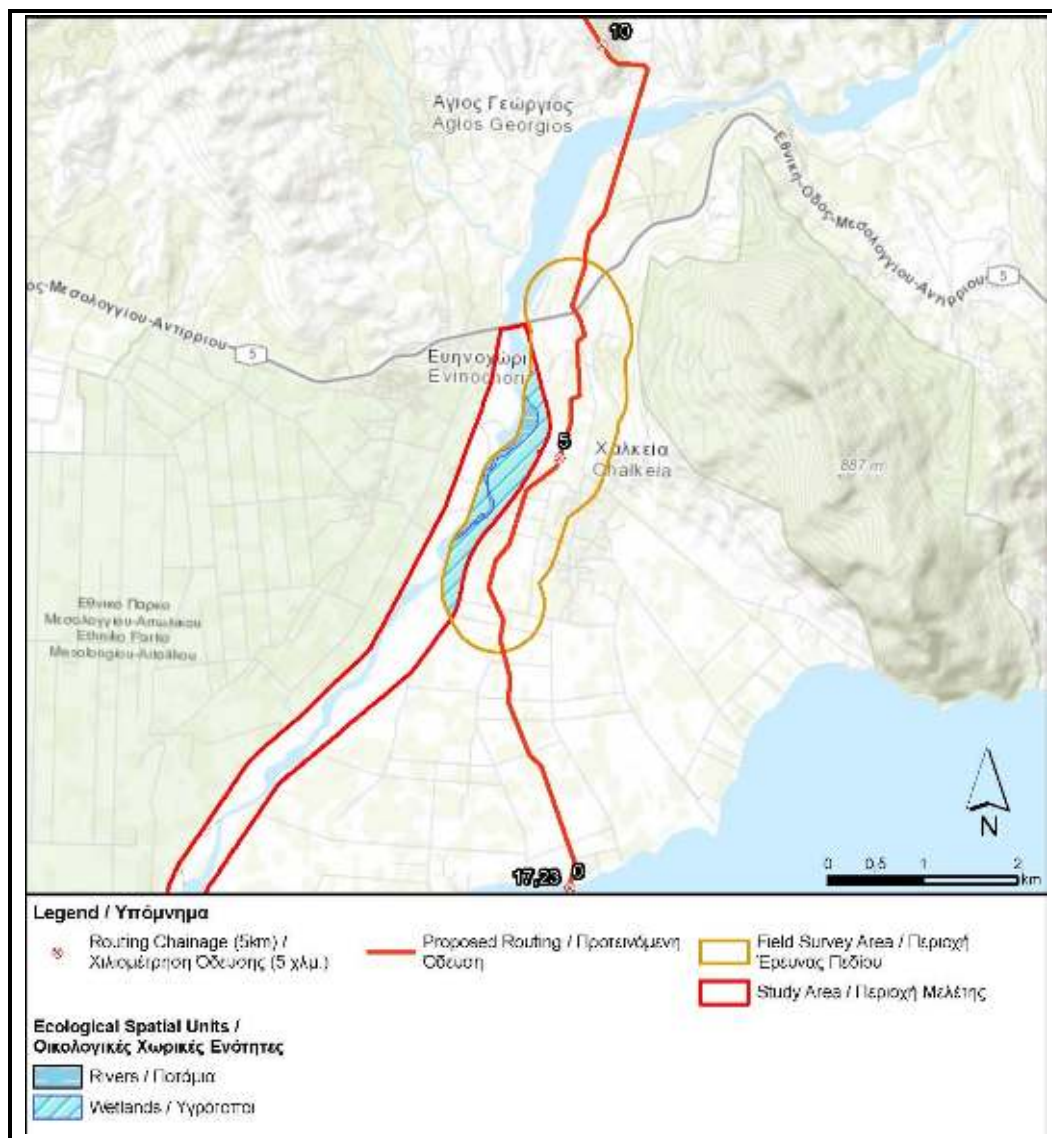 10
Άγιος Γεώργιος
Agios Georgios
Εθνική-Οδός-Μεσολογγίου-Αντιρρίου
5
ος-Μεσολογγίου-Αντιρρίου
5
Ευηνοχώρι
Evinochori
5
Χάλκεια
Chalkeia
887 m
Εθνικό Πάρκο
Μεσολογγίου-Αιτωλικού
Ethniko Parko
Mesolongiou-Aitolikou
N
17,23
0
0 0.5 1 2
km
Legend / Υπόμνημα
Routing Chainage (5km) /
Χιλιομέτρηση Όδευσης (5 χλμ.)
Proposed Routing / Προτεινόμενη
Όδευση
Field Survey Area / Περιοχή
Έρευνας Πεδίου
Study Area / Περιοχή Μελέτης
Ecological Spatial Units /
Οικολογικές Χωρικές Ενότητες
Rivers / Ποτάμια
Wetlands / Υγρότοποι